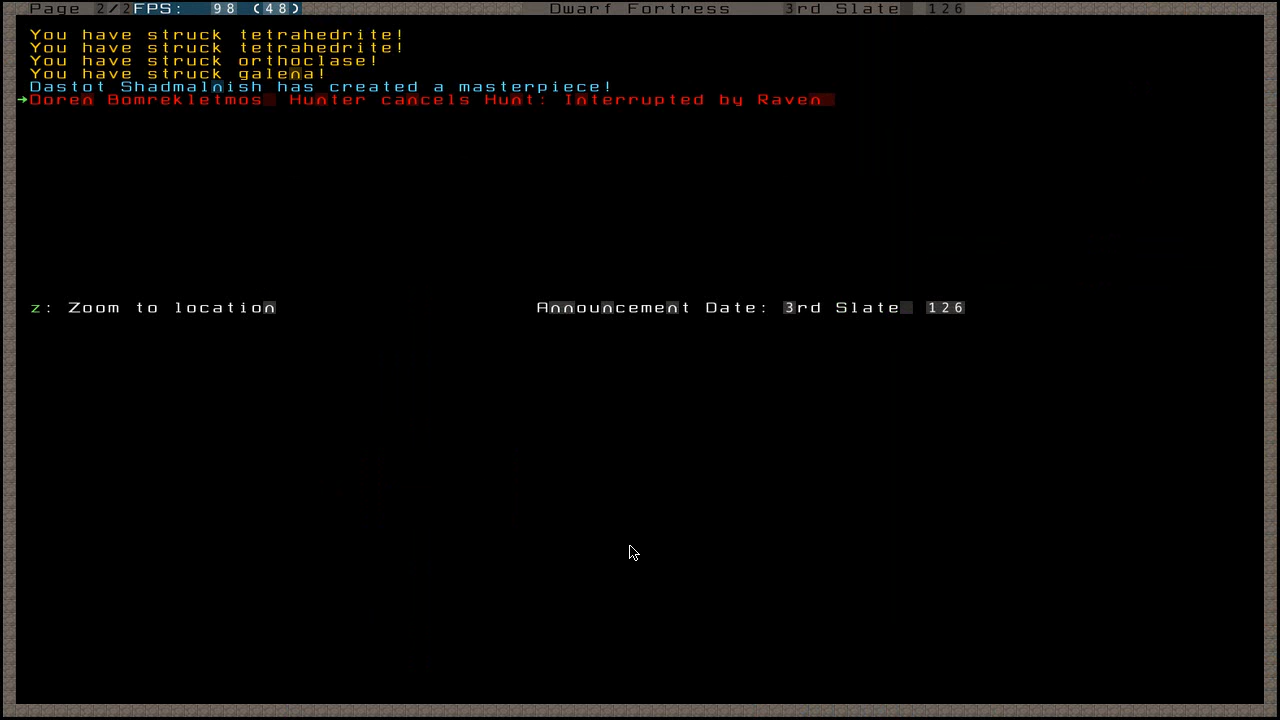 Page 2/2 FPS: 98 (48) Dwarf Fortress 3rd Slate 126
You have struck tetrahedrite!
You have struck tetrahedrite!
You have struck orthoclase!
You have struck galena!
Dastot Shadmalnish has created a masterpiece!
Doren Bomrekletmos Hunter cancels Hunt: Interrupted by Raven
z: Zoom to location Announcement Date: 3rd Slate 126